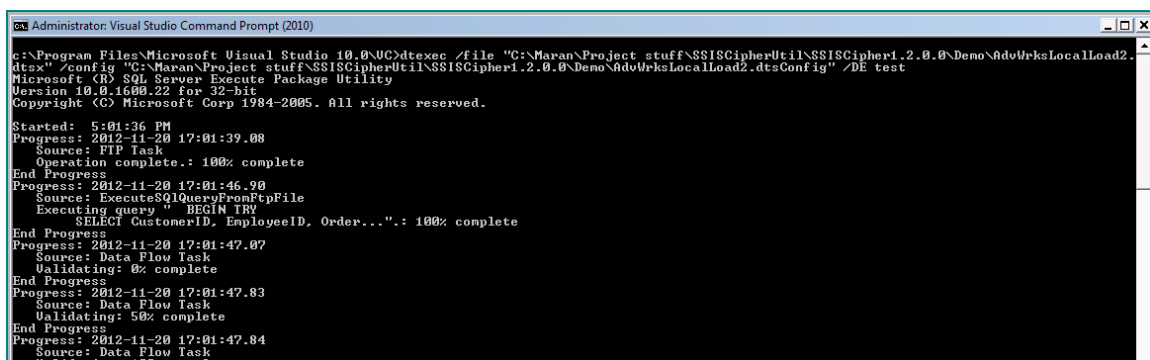 Administrator: Visual Studio Command Prompt (2010)
c:\Program Files\Microsoft Visual Studio 10.0\VC>dtexec /file "C:\Maran\Project stuff\SSISCipherUtil\SSISCipher1.2.0.0\Demo\AdvWrksLocalLoad2.
dtsx" /config "C:\Maran\Project stuff\SSISCipherUtil\SSISCipher1.2.0.0\Demo\AdvWrksLocalLoad2.dtsConfig" /DE test
Microsoft (R) SQL Server Execute Package Utility
Version 10.0.1600.22 for 32-bit
Copyright (C) Microsoft Corp 1984-2005. All rights reserved.
Started:  5:01:36 PM
Progress: 2012-11-20 17:01:39.08
Source: FTP Task
Operation complete.: 100% complete
End Progress
Progress: 2012-11-20 17:01:46.90
Source: ExecuteSQlQueryFromFtpFile
Executing query "  BEGIN TRY
SELECT CustomerID, EmployeeID, Order...".: 100% complete
End Progress
Progress: 2012-11-20 17:01:47.07
Source: Data Flow Task
Validating: 0% complete
End Progress
Progress: 2012-11-20 17:01:47.83
Source: Data Flow Task
Validating: 50% complete
End Progress
Progress: 2012-11-20 17:01:47.84
Source: Data Flow Task